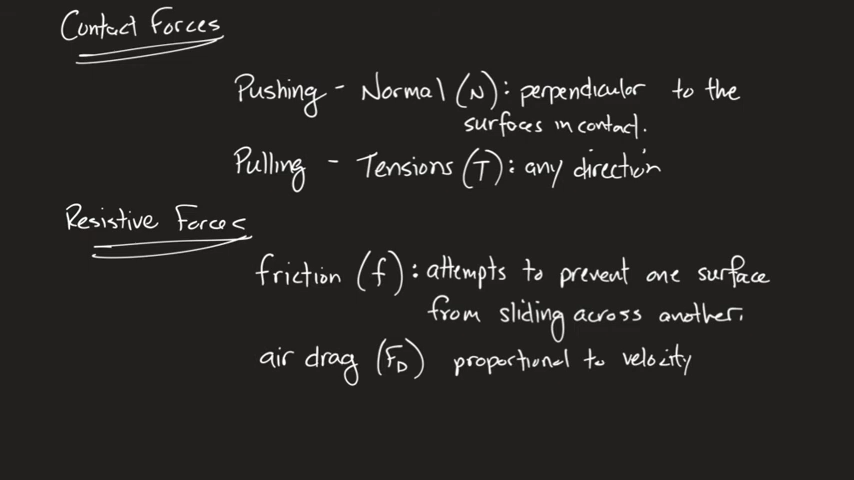 Contact Forces
Pushing - Normal (N): perpendicular to the
surfaces in contact.
Pulling - Tensions (T): any direction
Resistive Forces
friction (f): attempts to prevent one surface
from sliding across another.
air drag (FD) proportional to velocity